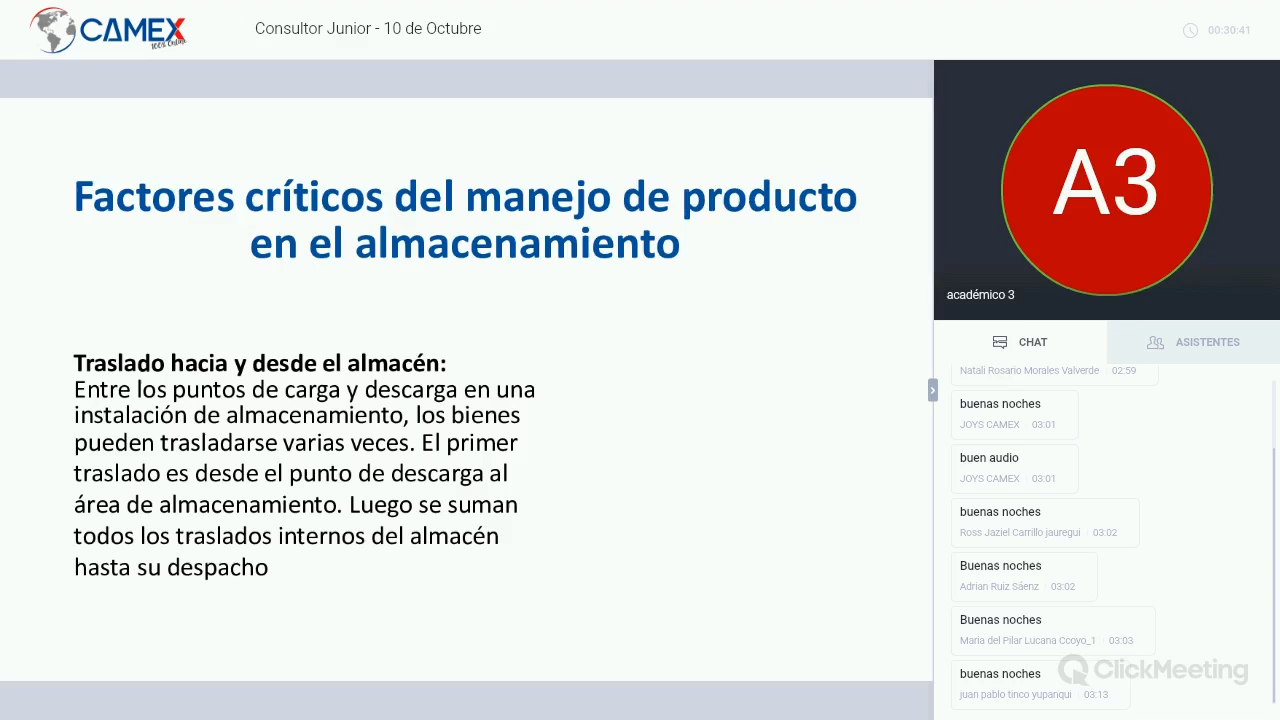 CAMEX
100% Online
Consultor Junior - 10 de Octubre
00:30:41
Factores críticos del manejo de producto
en el almacenamiento
Traslado hacia y desde el almacén:
Entre los puntos de carga y descarga en una
instalación de almacenamiento, los bienes
pueden trasladarse varias veces. El primer
traslado es desde el punto de descarga al
área de almacenamiento. Luego se suman
todos los traslados internos del almacén
hasta su despacho
A3
académico 3
CHAT
ASISTENTES
Natali Rosario Morales Valverde 02:59
buenas noches
JOYS CAMEX 03:01
buen audio
JOYS CAMEX 03:01
buenas noches
Ross Jaziel Carrillo jauregui 03:02
Buenas noches
Adrian Ruiz Sáenz 03:02
Buenas noches
Maria del Pilar Lucana Ccoyo_1 03:03
buenas noches
juan pablo tinco yupanqui 03:13
ClickMeeting